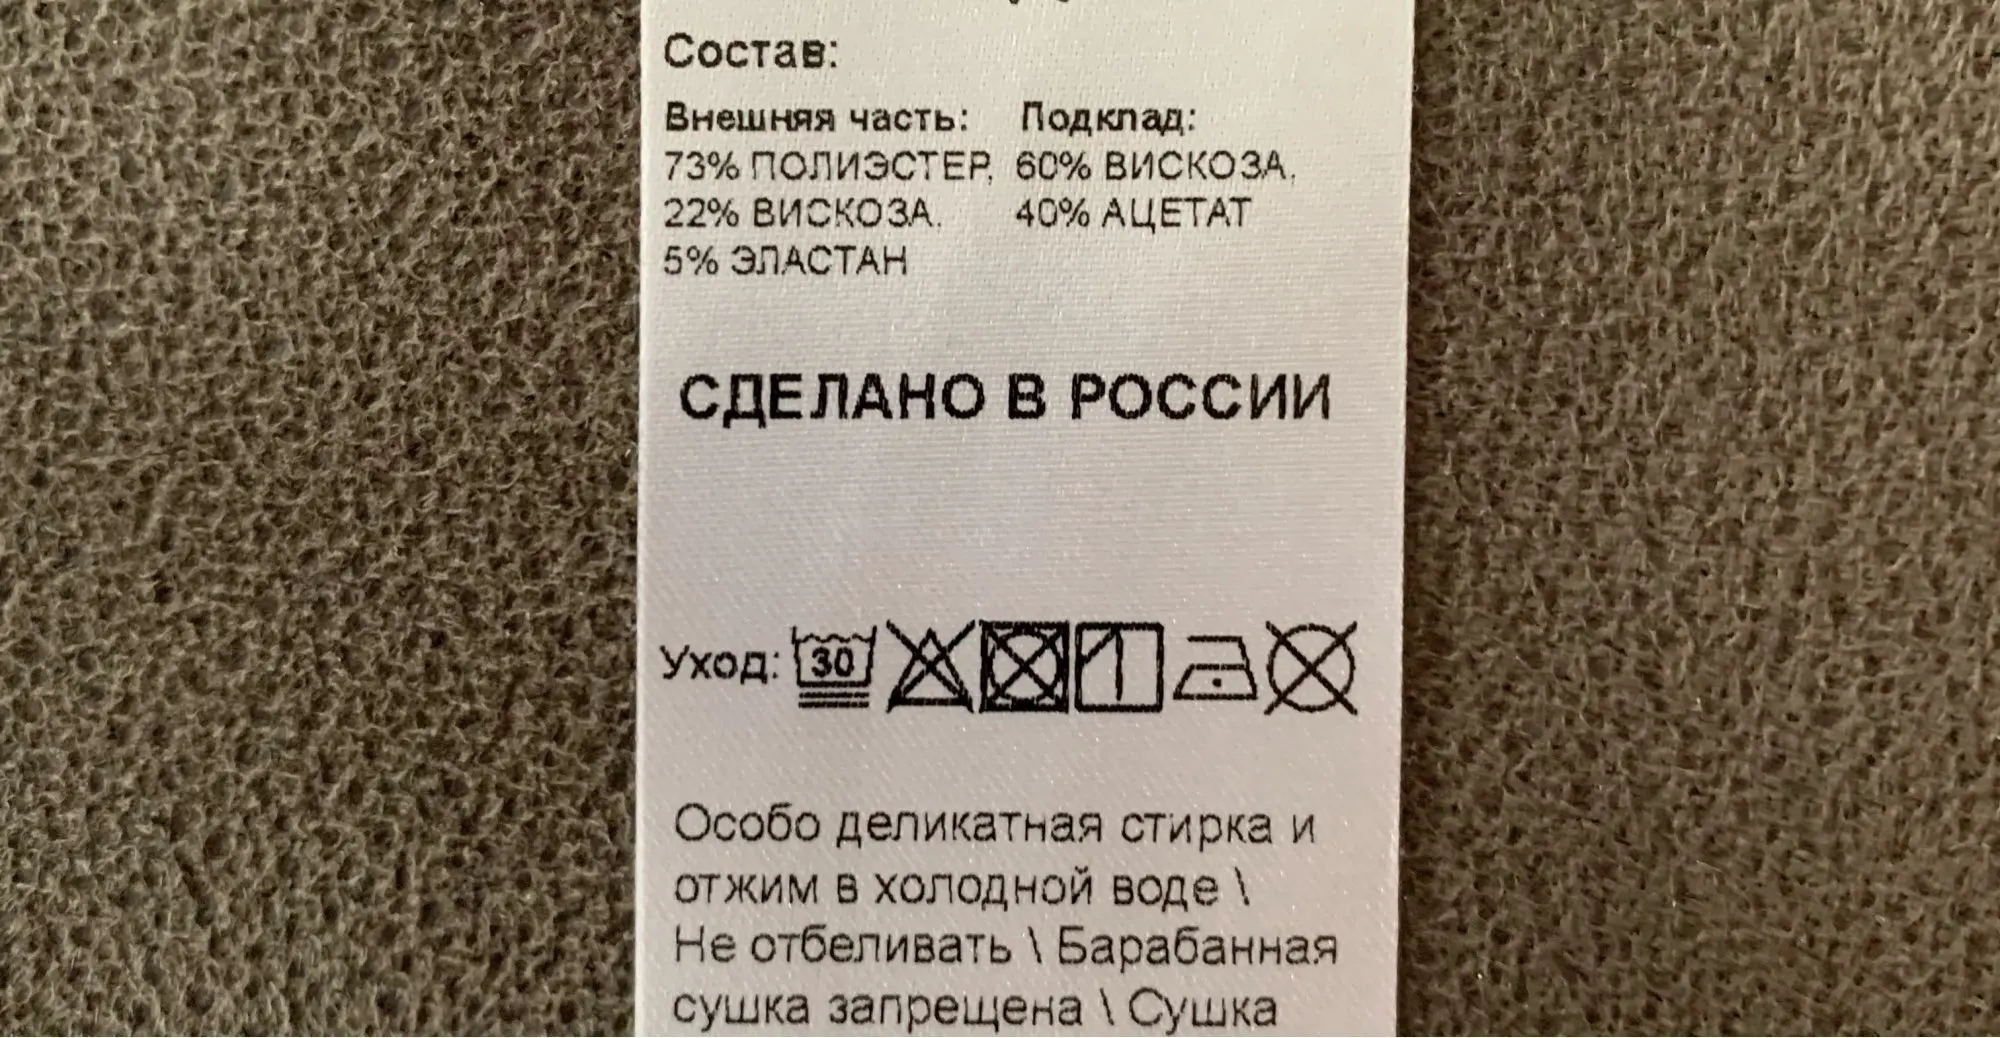 Состав:
Внешняя часть: Подклад:
73% ПОЛИЭСТЕР, 60% ВИСКОЗА,
22% ВИСКОЗА, 40% АЦЕТАТ
5% ЭЛАСТАН
СДЕЛАНО В РОССИИ
Уход: 30
Особо деликатная стирка и
отжим в холодной воде \
Не отбеливать \ Барабанная
сушка запрещена \ Сушка